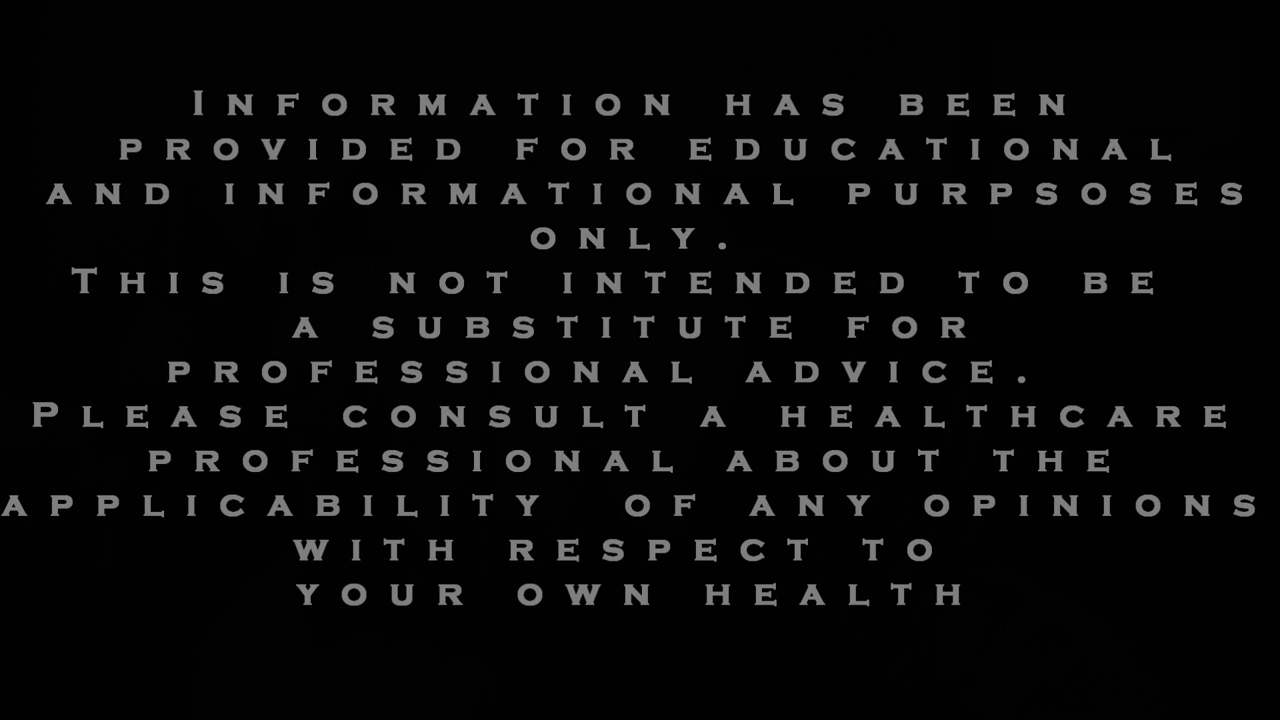 Information has been
provided for educational
and informational purpsoses
only.
This is not intended to be
a substitute for
professional advice.
Please consult a healthcare
professional about the
applicability of any opinions
with respect to
your own health